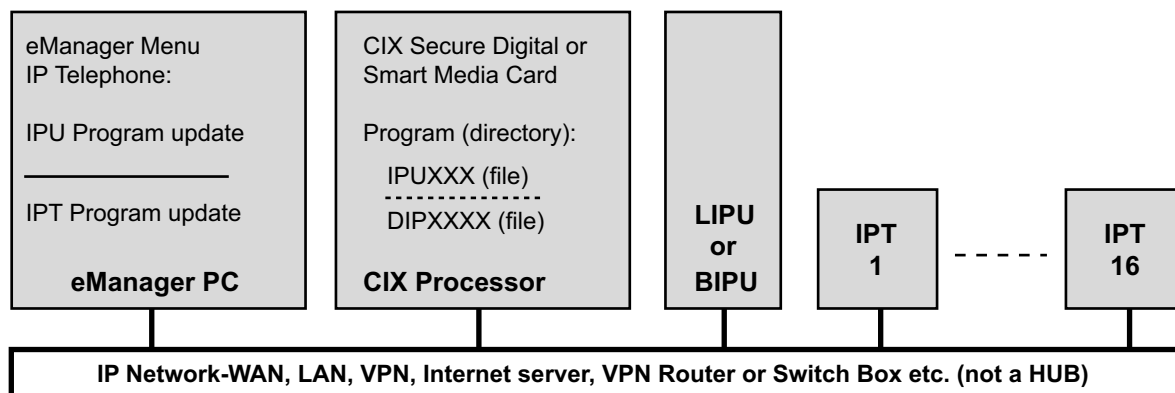 eManager Menu
IP Telephone:
IPU Program update
IPT Program update
eManager PC
CIX Secure Digital or
Smart Media Card
Program (directory):
IPUXXX (file)
DIPXXXX (file)
CIX Processor
LIPU
or
BIPU
IPT
1
IPT
16
IP Network-WAN, LAN, VPN, Internet server, VPN Router or Switch Box etc. (not a HUB)